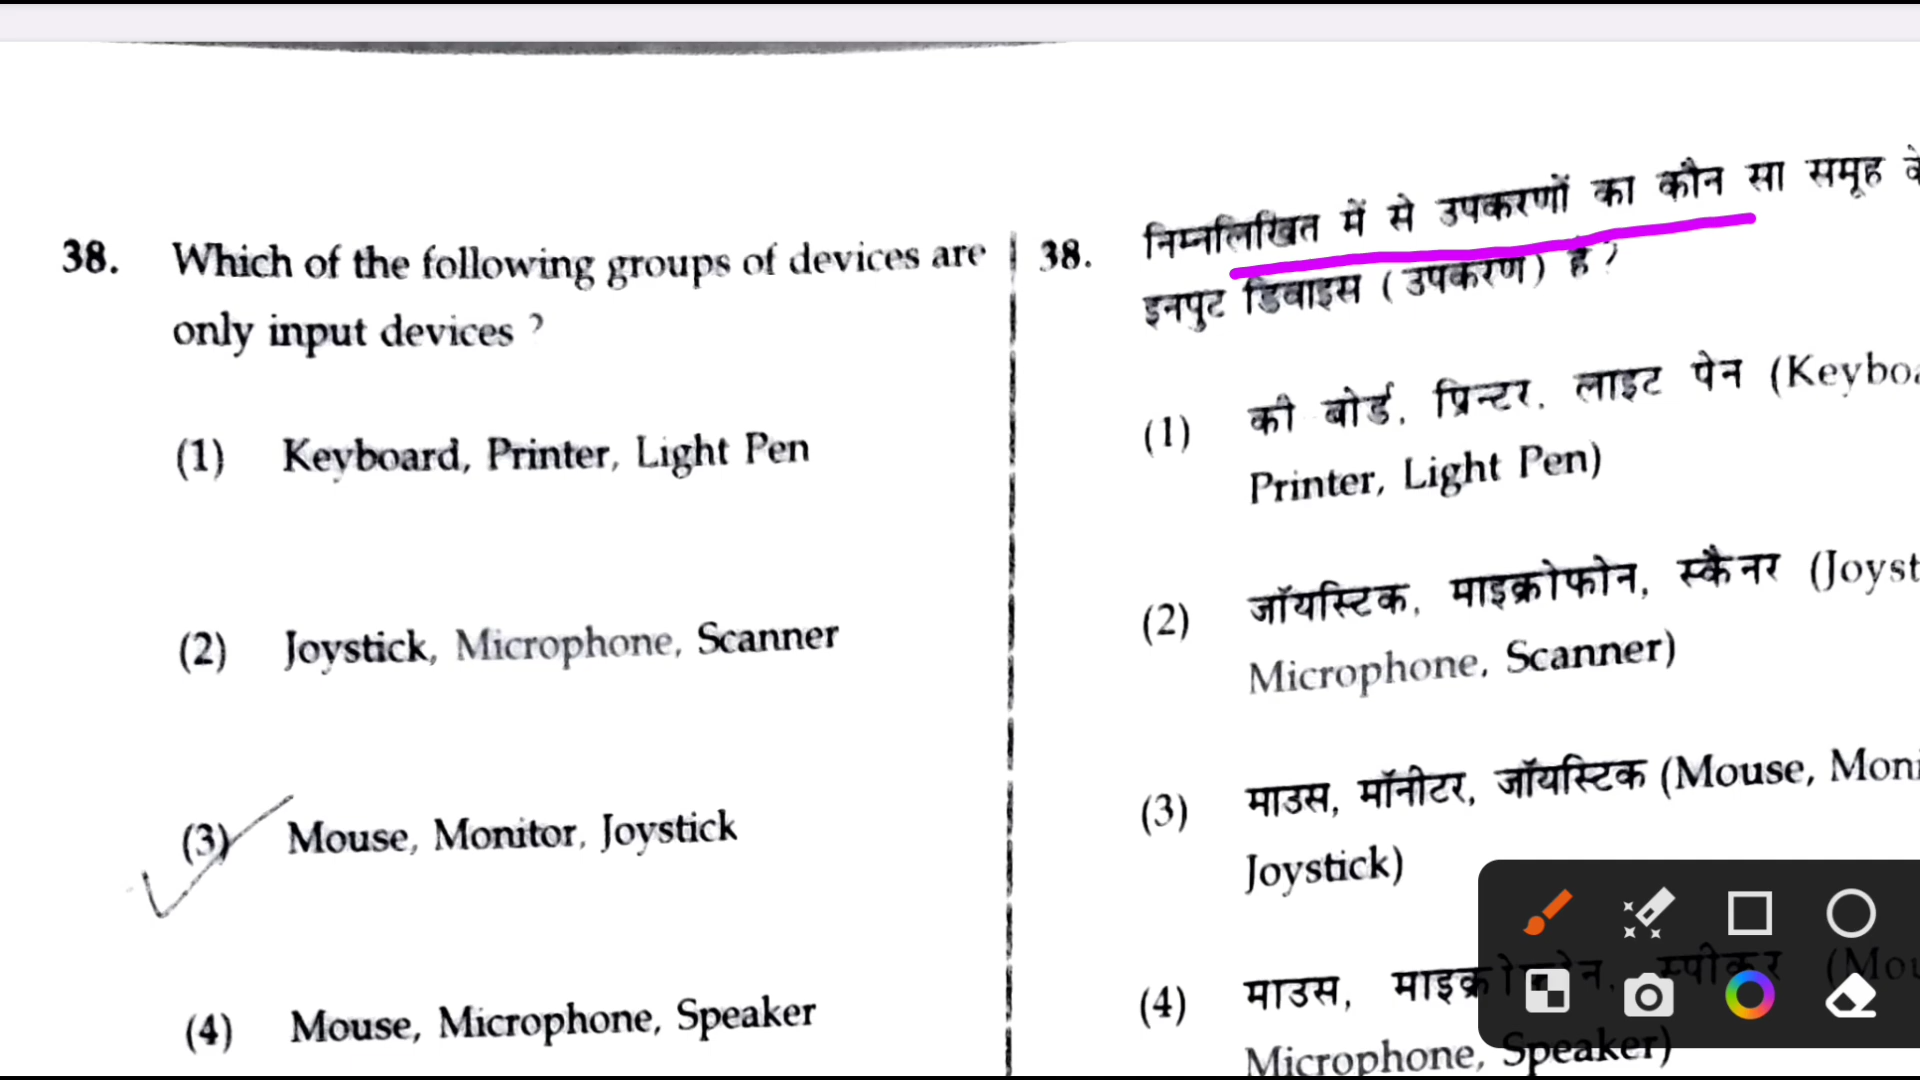 38. Which of the following groups of devices are
only input devices ?
(1) Keyboard, Printer, Light Pen
(2) Joystick, Microphone, Scanner
(3) Mouse, Monitor, Joystick
(4) Mouse, Microphone, Speaker
38. निम्नलिखित में से उपकरणों का कौन सा समूह
इनपुट डिवाइस ( उपकरण ) है ?
(1) की बोर्ड, प्रिन्टर, लाइट पेन
Printer, Light Pen)
(2) जॉयस्टिक, माइक्रोफोन, स्कैनर
Microphone, Scanner)
(3) माउस, मॉनीटर, जॉयस्टिक (Mouse,
Joystick)
(4) माउस, माइक्रोफोन, स्पीकर
Microphone, Speaker)